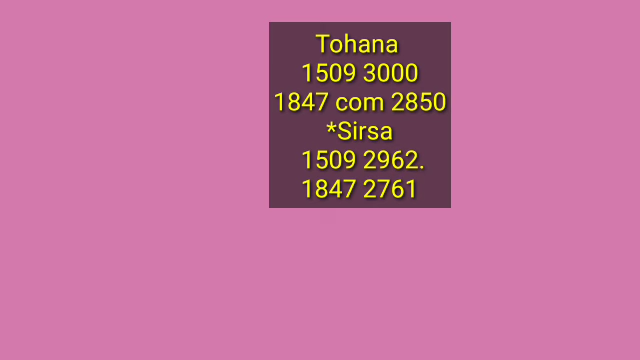 Tohana
1509 3000
1847 com 2850
*Sirsa
1509 2962.
1847 2761